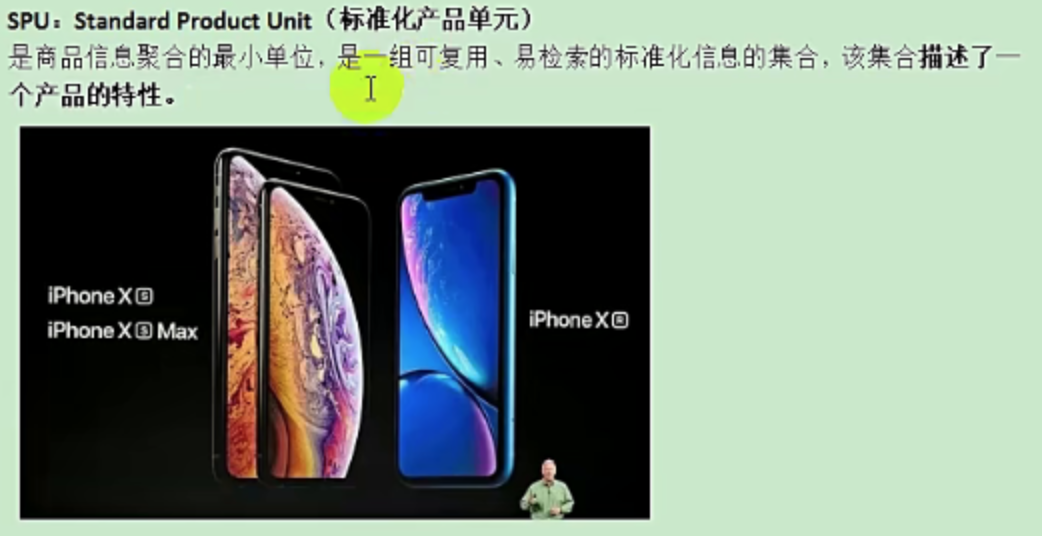 SPU：Standard Product Unit（标准化产品单元）
是商品信息聚合的最小单位，是一组可复用、易检索的标准化信息的集合，该集合描述了一
个产品的特性。
iPhone XS
iPhone XS Max
iPhone XR